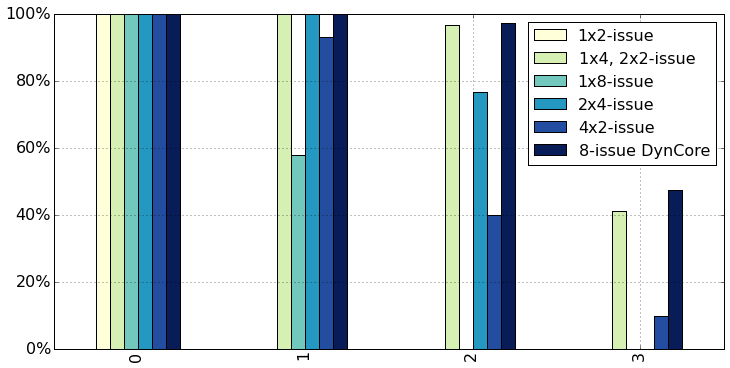 100%
80%
60%
40%
20%
0%
0
1
2
3
1x2-issue
1x4, 2x2-issue
1x8-issue
2x4-issue
4x2-issue
8-issue DynCore